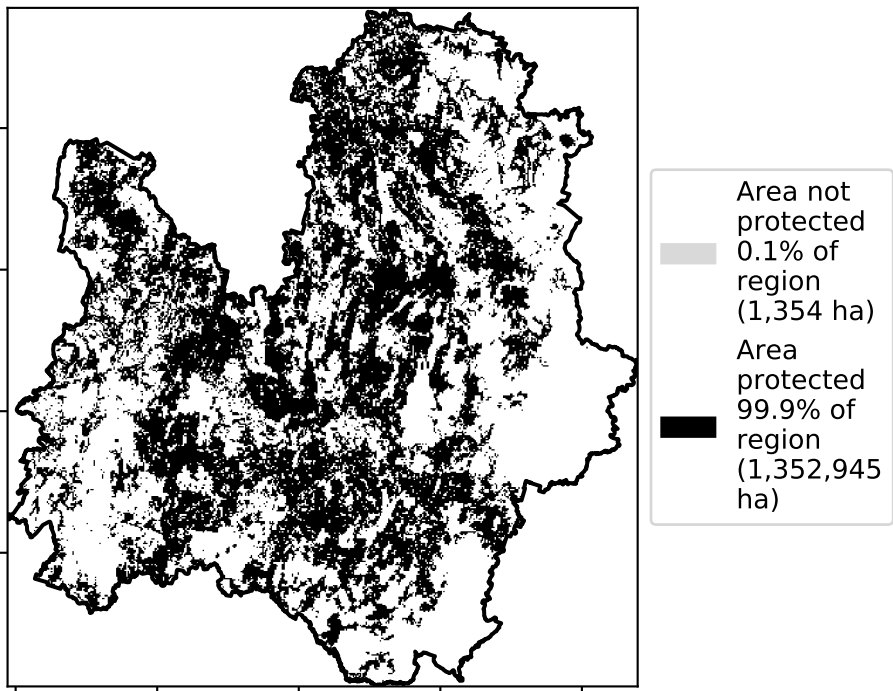 Area not
protected
0.1% of
region
(1,354 ha)
Area
protected
99.9% of
region
(1,352,945
ha)